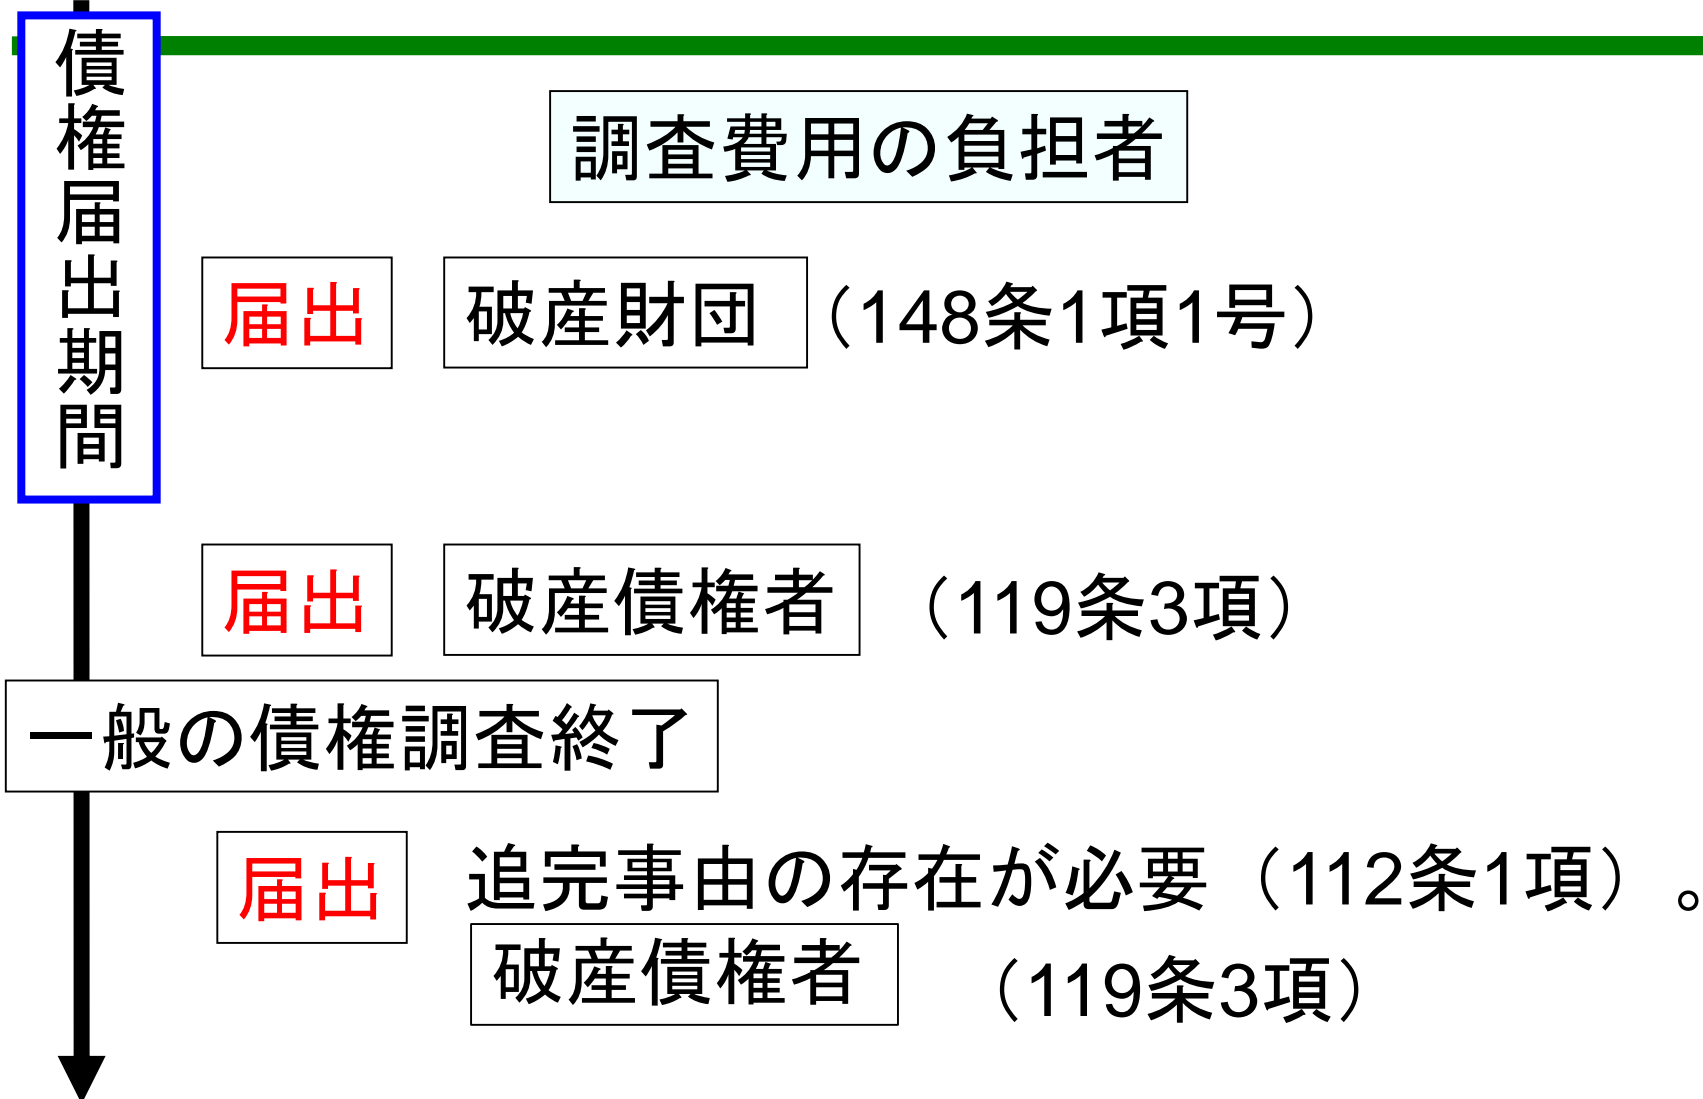 債権届出期間
調査費用の負担者
届出 破産財団 （148条1項1号）
届出 破産債権者 （119条3項）
一般の債権調査終了
届出 追完事由の存在が必要（112条1項）。
破産債権者 （119条3項）